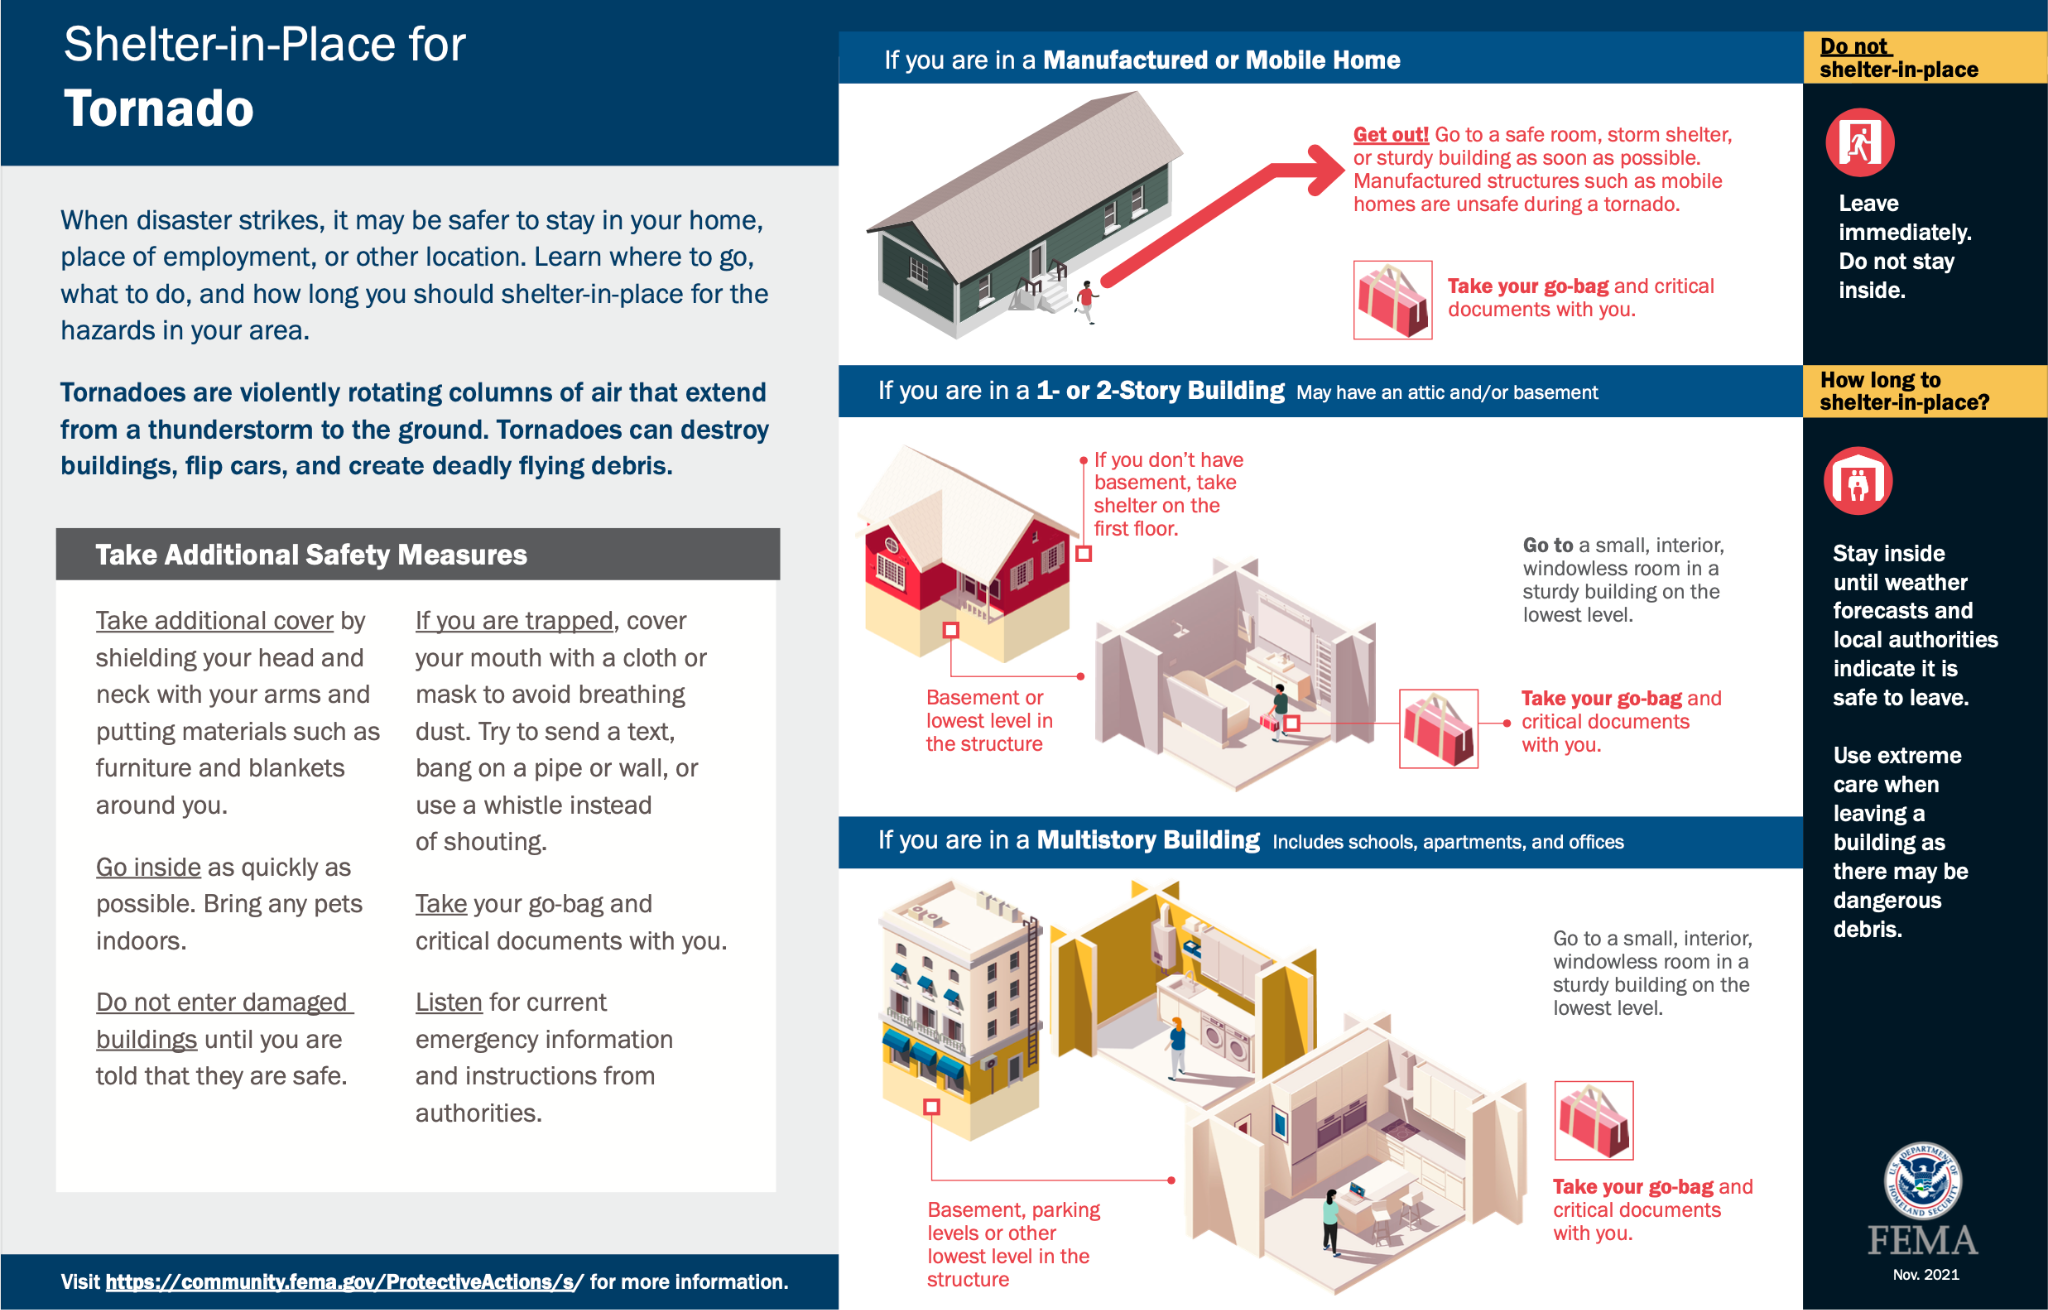 Shelter-in-Place for
Tornado
When disaster strikes, it may be safer to stay in your home,
place of employment, or other location. Learn where to go,
what to do, and how long you should shelter-in-place for the
hazards in your area.
Tornadoes are violently rotating columns of air that extend
from a thunderstorm to the ground. Tornadoes can destroy
buildings, flip cars, and create deadly flying debris.
Take Additional Safety Measures
Take additional cover by
shielding your head and
neck with your arms and
putting materials such as
furniture and blankets
around you.
Go inside as quickly as
possible. Bring any pets
indoors.
Do not enter damaged
buildings until you are
told that they are safe.
If you are trapped, cover
your mouth with a cloth or
mask to avoid breathing
dust. Try to send a text,
bang on a pipe or wall, or
use a whistle instead
of shouting.
Take your go-bag and
critical documents with you.
Listen for current
emergency information
and instructions from
authorities.
Visit https://community.fema.gov/ProtectiveActions/s/ for more information.
If you are in a Manufactured or Mobile Home
Get out! Go to a safe room, storm shelter,
or sturdy building as soon as possible.
Manufactured structures such as mobile
homes are unsafe during a tornado.
Take your go-bag and critical
documents with you.
Do not
shelter-in-place
Leave
immediately.
Do not stay
inside.
If you are in a 1- or 2-Story Building May have an attic and/or basement
If you don't have
basement, take
shelter on the
first floor.
Basement or
lowest level in
the structure
Go to a small, interior,
windowless room in a
sturdy building on the
lowest level.
Take your go-bag and
critical documents
with you.
How long to
shelter-in-place?
Stay inside
until weather
forecasts and
local authorities
indicate it is
safe to leave.
Use extreme
care when
leaving a
building as
there may be
dangerous
debris.
If you are in a Multistory Building Includes schools, apartments, and offices
Basement, parking
levels or other
lowest level in the
structure
Go to a small, interior,
windowless room in a
sturdy building on the
lowest level.
Take your go-bag and
critical documents
with you.
U.S. DEPARTMENT OF
HOMELAND SECURITY
FEMA
Nov. 2021